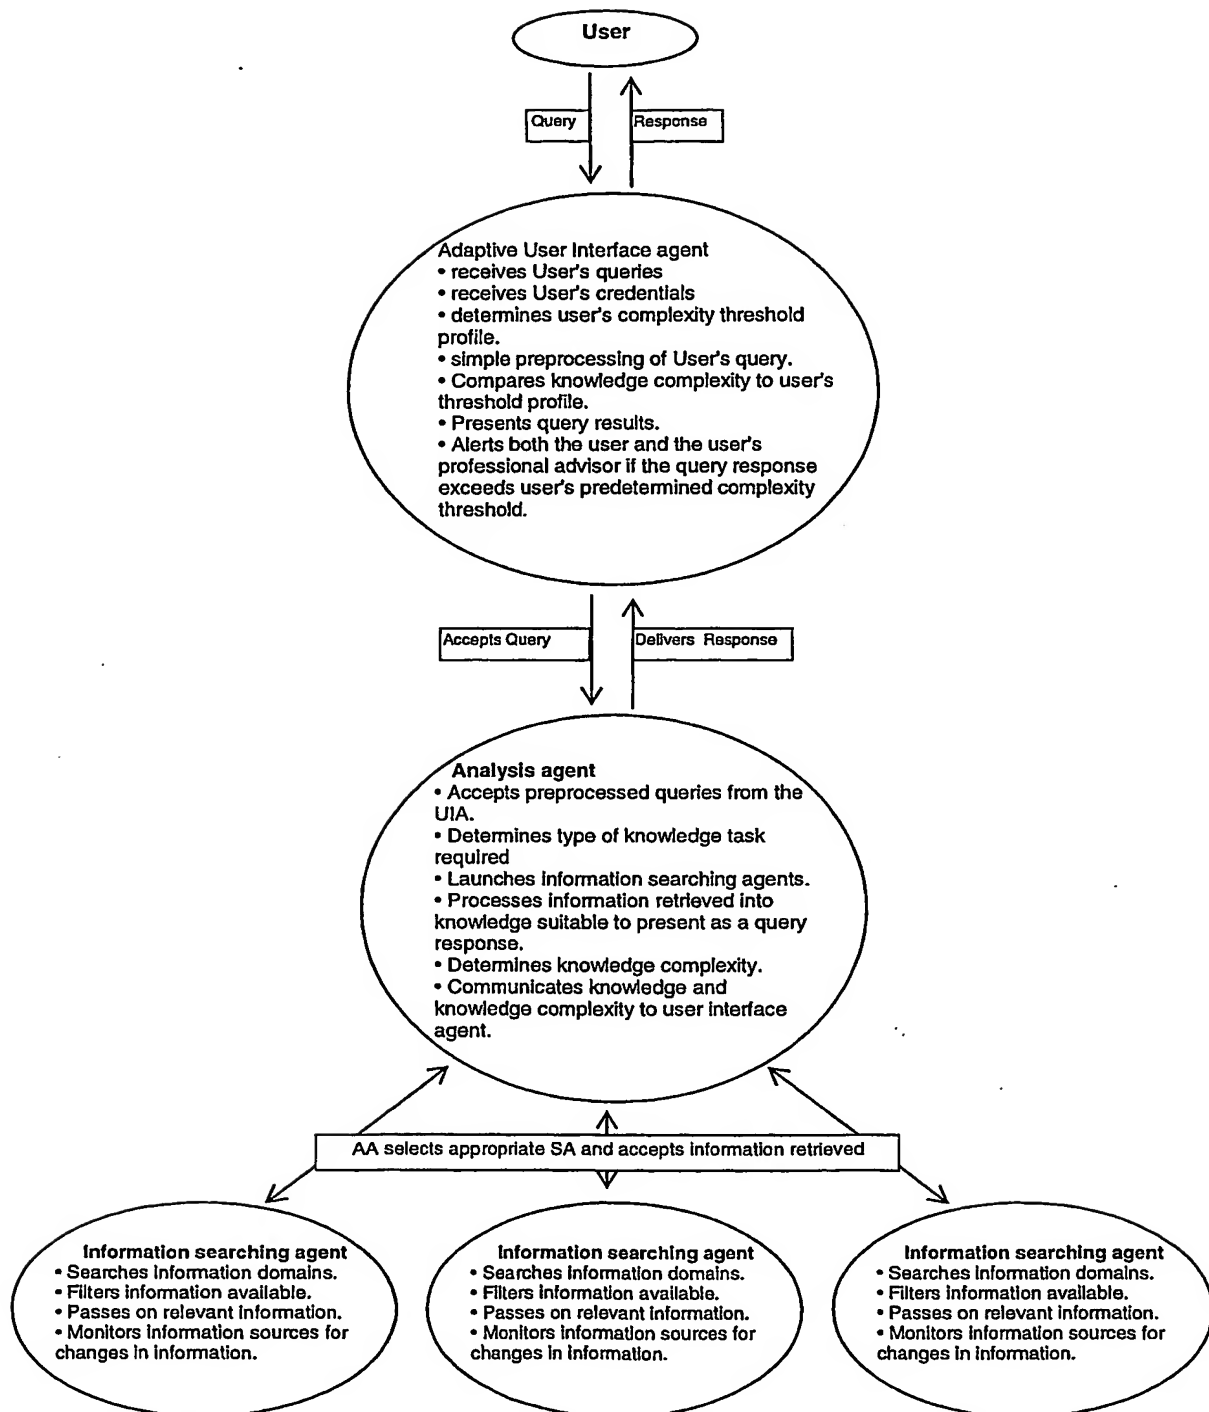 User
Query
Response
Adaptive User Interface agent
• receives User's queries
• receives User's credentials
• determines user's complexity threshold
profile.
• simple preprocessing of User's query.
• Compares knowledge complexity to user's
threshold profile.
• Presents query results.
• Alerts both the user and the user's
professional advisor if the query response
exceeds user's predetermined complexity
threshold.
Accepts Query
Delivers Response
Analysis agent
• Accepts preprocessed queries from the
UIA.
• Determines type of knowledge task
required
• Launches information searching agents.
• Processes information retrieved into
knowledge suitable to present as a query
response.
• Determines knowledge complexity.
• Communicates knowledge and
knowledge complexity to user interface
agent.
AA selects appropriate SA and accepts information retrieved
Information searching agent
• Searches information domains.
• Filters information available.
• Passes on relevant information.
• Monitors information sources for
changes in information.
Information searching agent
• Searches information domains.
• Filters information available.
• Passes on relevant information.
• Monitors information sources for
changes in information.
Information searching agent
• Searches information domains.
• Filters information available.
• Passes on relevant information.
• Monitors information sources for
changes in information.